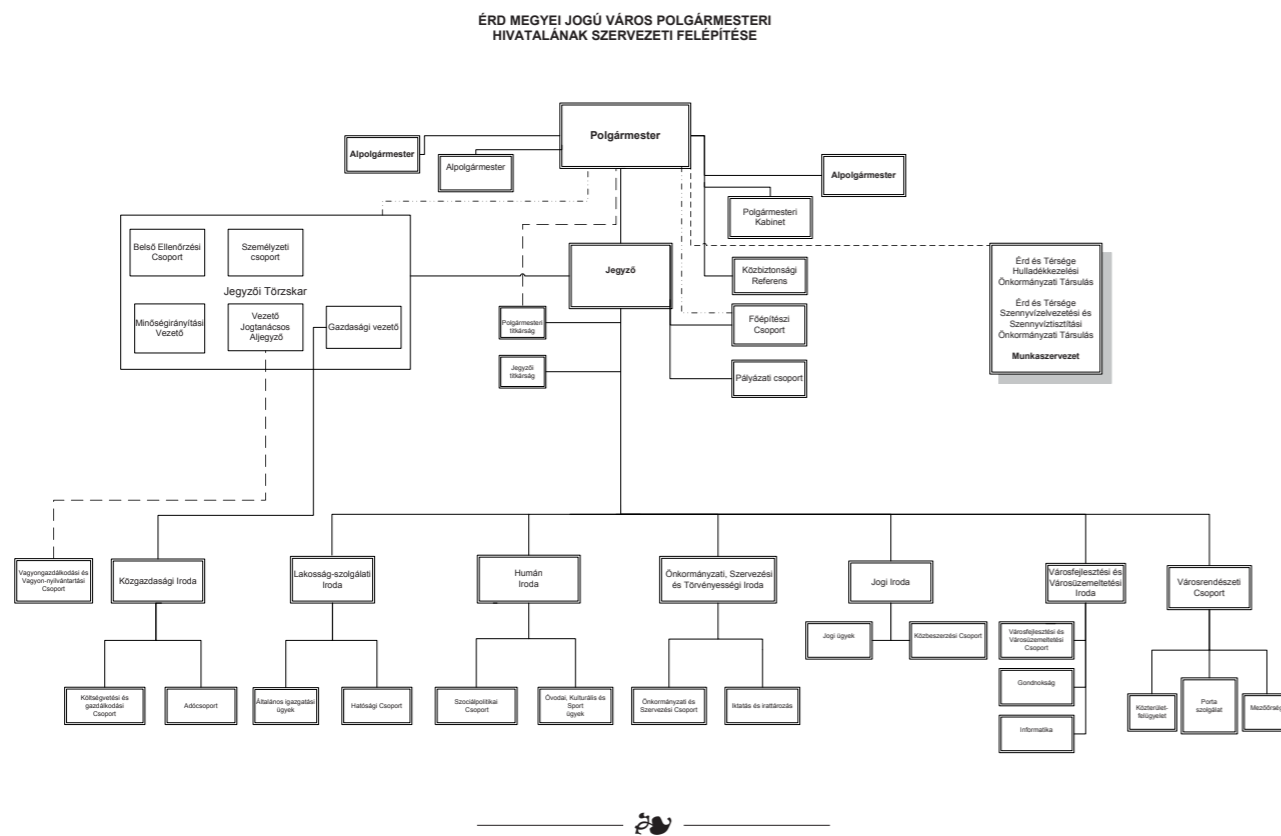 ÉRD MEGYEI JOGÚ VÁROS POLGÁRMESTERI
HIVATALÁNAK SZERVEZETI FELÉPÍTÉSE
Polgármester
Alpolgármester
Alpolgármester
Alpolgármester
Polgármesteri
Kabinet
Belső Ellenőrzési
Csoport
Személyzeti
csoport
Jegyzői Törzskar
Minőségirányítási
Vezető
Vezető
Jogtanácsos
Aljegyző
Gazdasági vezető
Jegyző
Közbiztonsági
Referens
Polgármesteri
titkárság
Főépítészi
Csoport
Jegyzői
titkárság
Pályázati csoport
Érd és Térsége
Hulladékkezelési
Önkormányzati Társulás
Érd és Térsége
Szennyvízelvezetési és
Szennyvíztisztítási
Önkormányzati Társulás
Munkaszervezet
Vagyongazdálkodási és
Vagyon-nyilvántartási
Csoport
Közgazdasági Iroda
Lakosság-szolgálati
Iroda
Humán
Iroda
Önkormányzati, Szervezési
és Törvényességi Iroda
Jogi Iroda
Városfejlesztési és
Városüzemeltetési
Iroda
Városrendészeti
Csoport
Jogi ügyek
Közbeszerzési Csoport
Városfejlesztési és
Városüzemeltetési
Csoport
Gondnokság
Informatika
Költségvetési és
gazdálkodási
Csoport
Adócsoport
Általános igazgatási
ügyek
Hatósági Csoport
Szociálpolitikai
Csoport
Óvodai, Kulturális és
Sport
ügyek
Önkormányzati és
Szervezési Csoport
Iktatás és irattározás
Közterület-
felügyelet
Porta
szolgálat
Mezőőrség